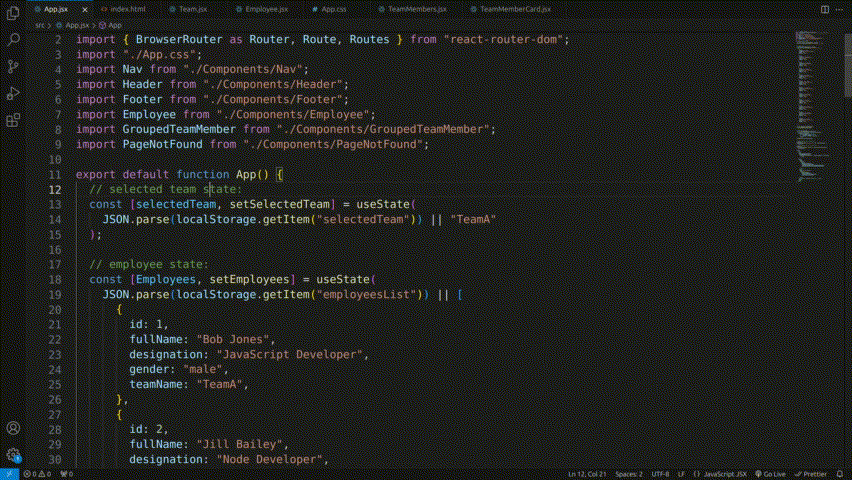 App.jsx index.html Team.jsx Employee.jsx App.css TeamMembers.jsx TeamMemberCard.jsx
src > App.jsx > App
2 import { BrowserRouter as Router, Route, Routes } from "react-router-dom";
3 import "./App.css";
4 import Nav from "./Components/Nav";
5 import Header from "./Components/Header";
6 import Footer from "./Components/Footer";
7 import Employee from "./Components/Employee";
8 import GroupedTeamMember from "./Components/GroupedTeamMember";
9 import PageNotFound from "./Components/PageNotFound";
10
11 export default function App() {
12 // selected team state:
13 const [selectedTeam, setSelectedTeam] = useState(
14 JSON.parse(localStorage.getItem("selectedTeam")) || "TeamA"
15 );
16
17 // employee state:
18 const [Employees, setEmployees] = useState(
19 JSON.parse(localStorage.getItem("employeesList")) || [
20 {
21 id: 1,
22 fullName: "Bob Jones",
23 designation: "JavaScript Developer",
24 gender: "male",
25 teamName: "TeamA",
26 },
27 {
28 id: 2,
29 fullName: "Jill Bailey",
30 designation: "Node Developer",
0 0 0 Ln 12, Col 21 Spaces: 2 UTF-8 LF {} JavaScript JSX Go Live Prettier